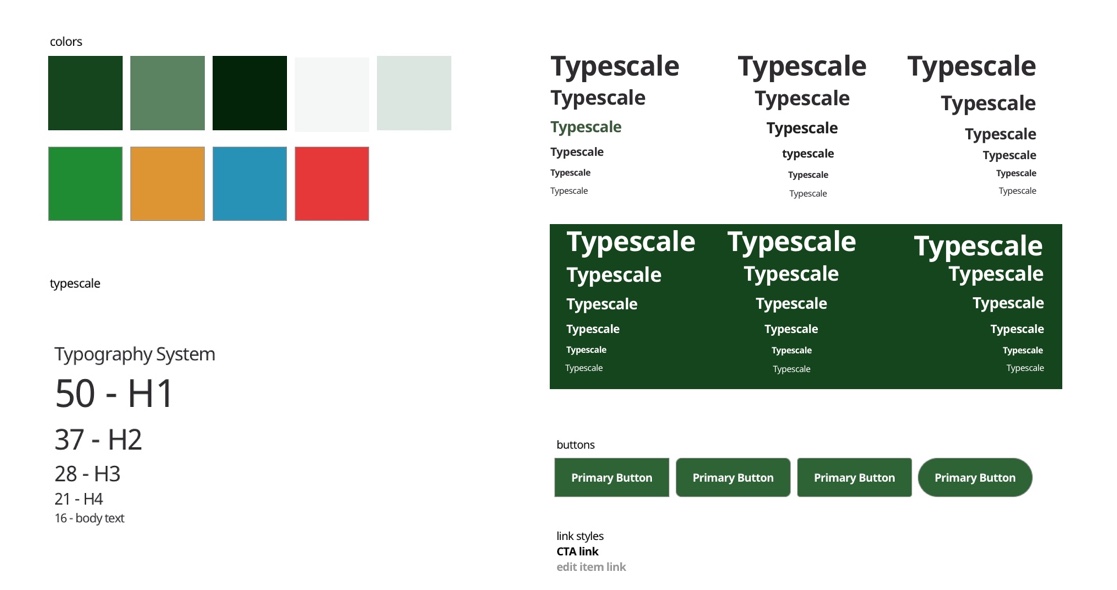 colors
typescale
Typography System
50 - H1
37 - H2
28 - H3
21 - H4
16 - body text
Typescale Typescale Typescale
Typescale Typescale Typescale
Typescale Typescale Typescale
Typescale typescale Typescale
Typescale Typescale Typescale
Typescale Typescale Typescale
Typescale Typescale Typescale
Typescale Typescale Typescale
Typescale Typescale Typescale
Typescale Typescale Typescale
Typescale Typescale Typescale
Typescale Typescale Typescale
buttons
Primary Button Primary Button Primary Button Primary Button
link styles
CTA link
edit item link